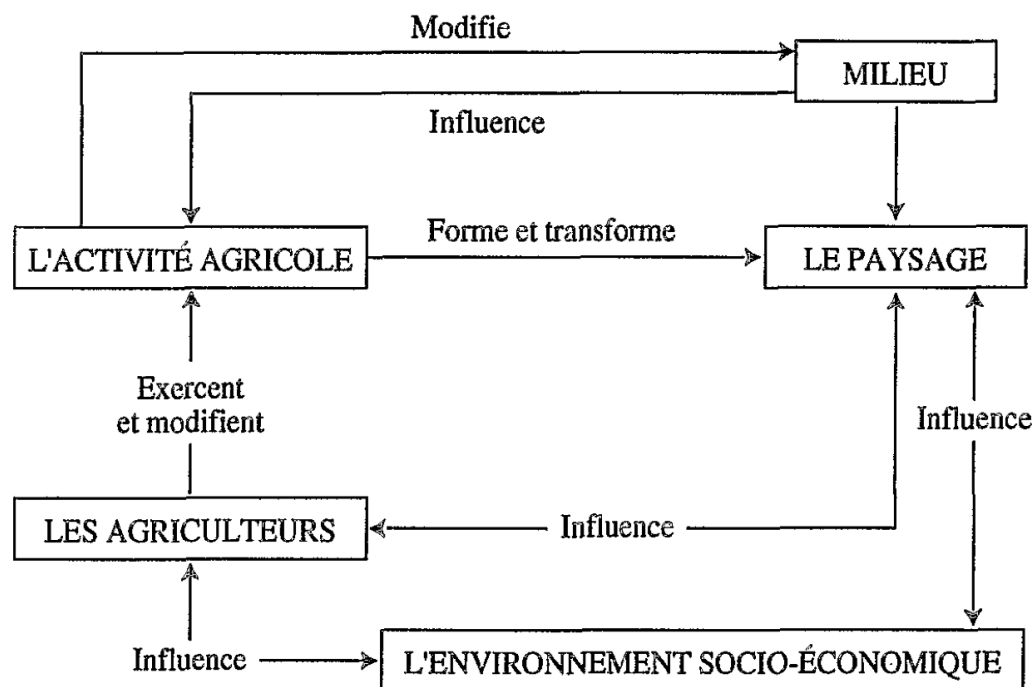 Modifie
MILIEU
Influence
L'ACTIVITÉ AGRICOLE
Forme et transforme
LE PAYSAGE
Exercent
et modifient
Influence
LES AGRICULTEURS
Influence
Influence
L'ENVIRONNEMENT SOCIO-ÉCONOMIQUE